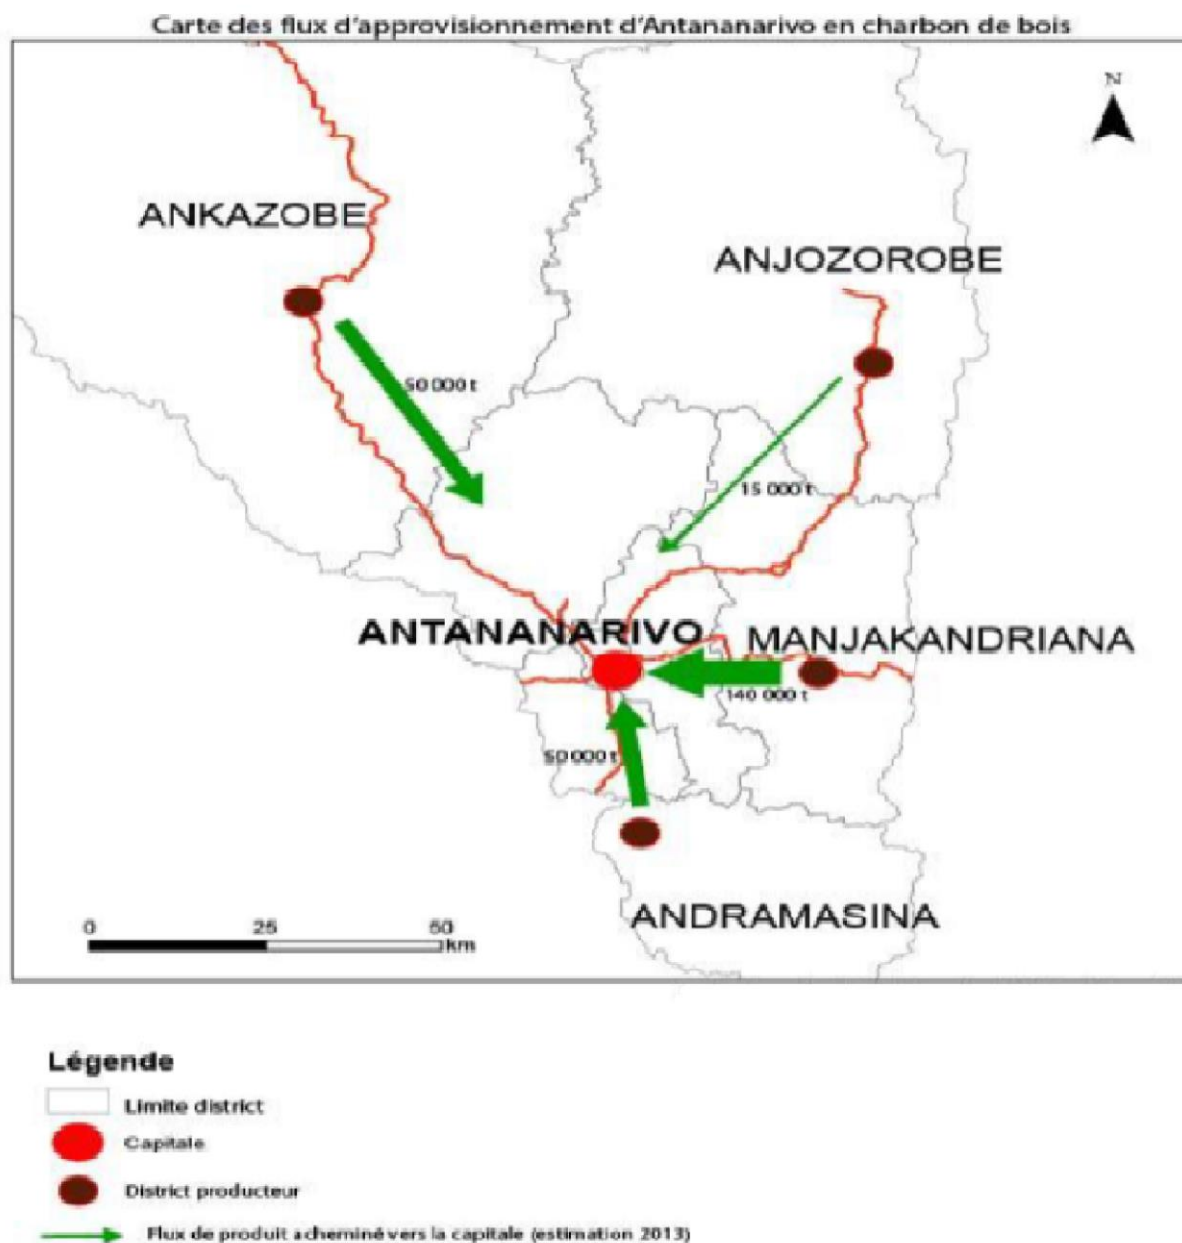 Carte des flux d'approvisionnement d'Antananarivo en charbon de bois
N
ANKAZOBE
ANJOZOROBE
50 000 t
15 000 t
ANTANANARIVO
MANJAKANDRIANA
140 000 t
50 000 t
ANDRAMASINA
0 25 50
km
Légende
Limite district
Capitale
District producteur
Flux de produit acheminé vers la capitale (estimation 2013)